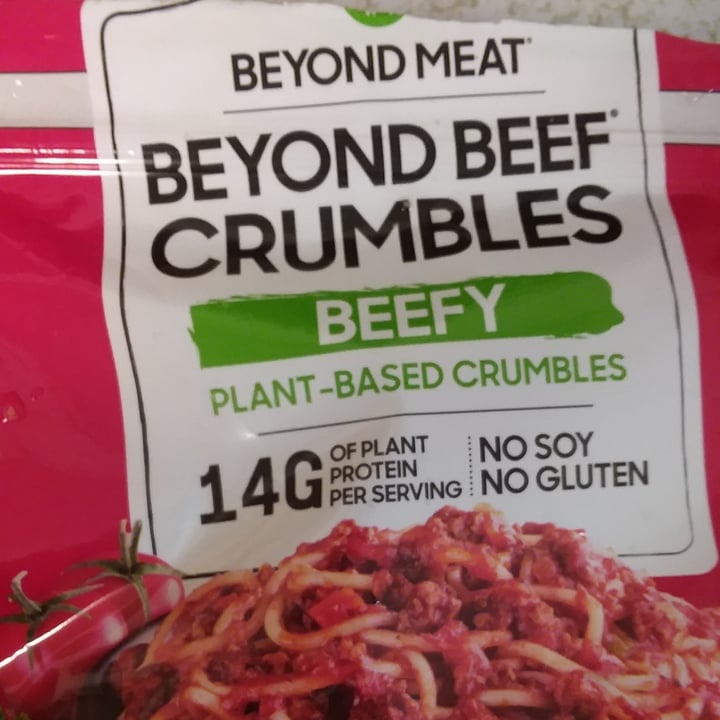 BEYOND MEAT®
BEYOND BEEF®
CRUMBLES
BEEFY
PLANT-BASED CRUMBLES
14G OF PLANT PROTEIN PER SERVING
NO SOY
NO GLUTEN